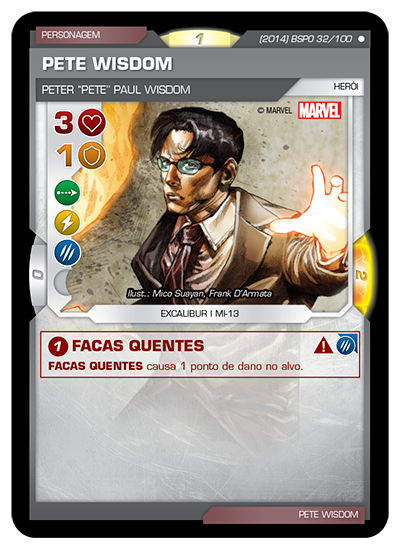 PERSONAGEM
1
(2014) BSP0 32/100
PETE WISDOM
PETER "PETE" PAUL WISDOM
HERÓI
3
© MARVEL
MARVEL
1
0
2
Ilust.: Mico Suayan, Frank D'Armata
EXCALIBUR | MI-13
1 FACAS QUENTES
FACAS QUENTES causa 1 ponto de dano no alvo.
PETE WISDOM